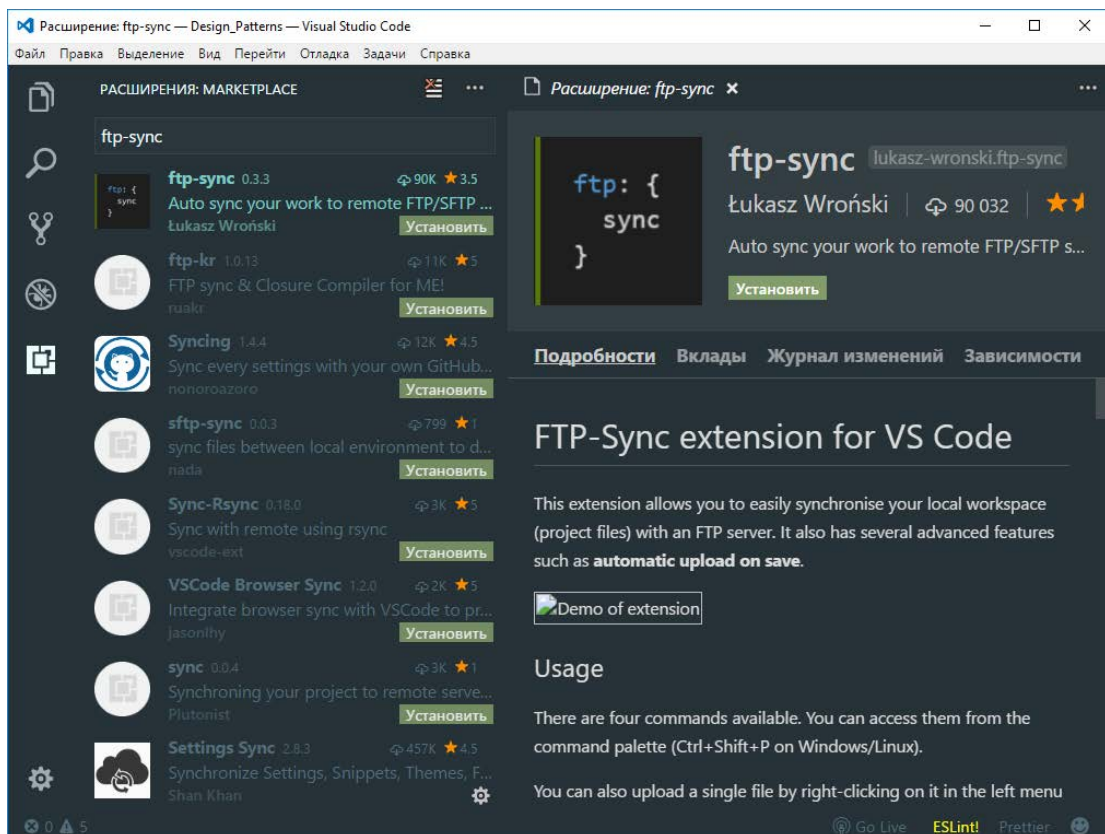 Расширение: ftp-sync — Design_Patterns — Visual Studio Code
Файл Правка Выделение Вид Перейти Отладка Задачи Справка
РАСШИРЕНИЯ: MARKETPLACE
ftp-sync
ftp: {
sync
}
ftp-sync 0.3.3 90K 3.5
Auto sync your work to remote FTP/SFTP ...
Łukasz Wroński Установить
ftp-kr 1.0.13 11K 5
FTP sync & Closure Compiler for ME!
ruakr Установить
Syncing 1.4.4 12K 4.5
Sync every settings with your own GitHub...
nonoroazoro Установить
sftp-sync 0.0.3 799 1
sync files between local environment to d...
nada Установить
Sync-Rsync 0.18.0 3K 5
Sync with remote using rsync
vscode-ext Установить
VSCode Browser Sync 1.2.0 2K 5
Integrate browser sync with VSCode to pr...
jasonlhy Установить
sync 0.0.4 3K 1
Synchroning your project to remote serve...
Plutonist Установить
Settings Sync 2.8.3 457K 4.5
Synchronize Settings, Snippets, Themes, F...
Shan Khan
Расширение: ftp-sync
ftp: {
sync
}
ftp-sync lukasz-wronski.ftp-sync
Łukasz Wroński 90 032
Auto sync your work to remote FTP/SFTP s...
Установить
Подробности Вклады Журнал изменений Зависимости
FTP-Sync extension for VS Code
This extension allows you to easily synchronise your local workspace
(project files) with an FTP server. It also has several advanced features
such as automatic upload on save.
Demo of extension
Usage
There are four commands available. You can access them from the
command palette (Ctrl+Shift+P on Windows/Linux).
You can also upload a single file by right-clicking on it in the left menu
0 5 Go Live ESLint! Prettier